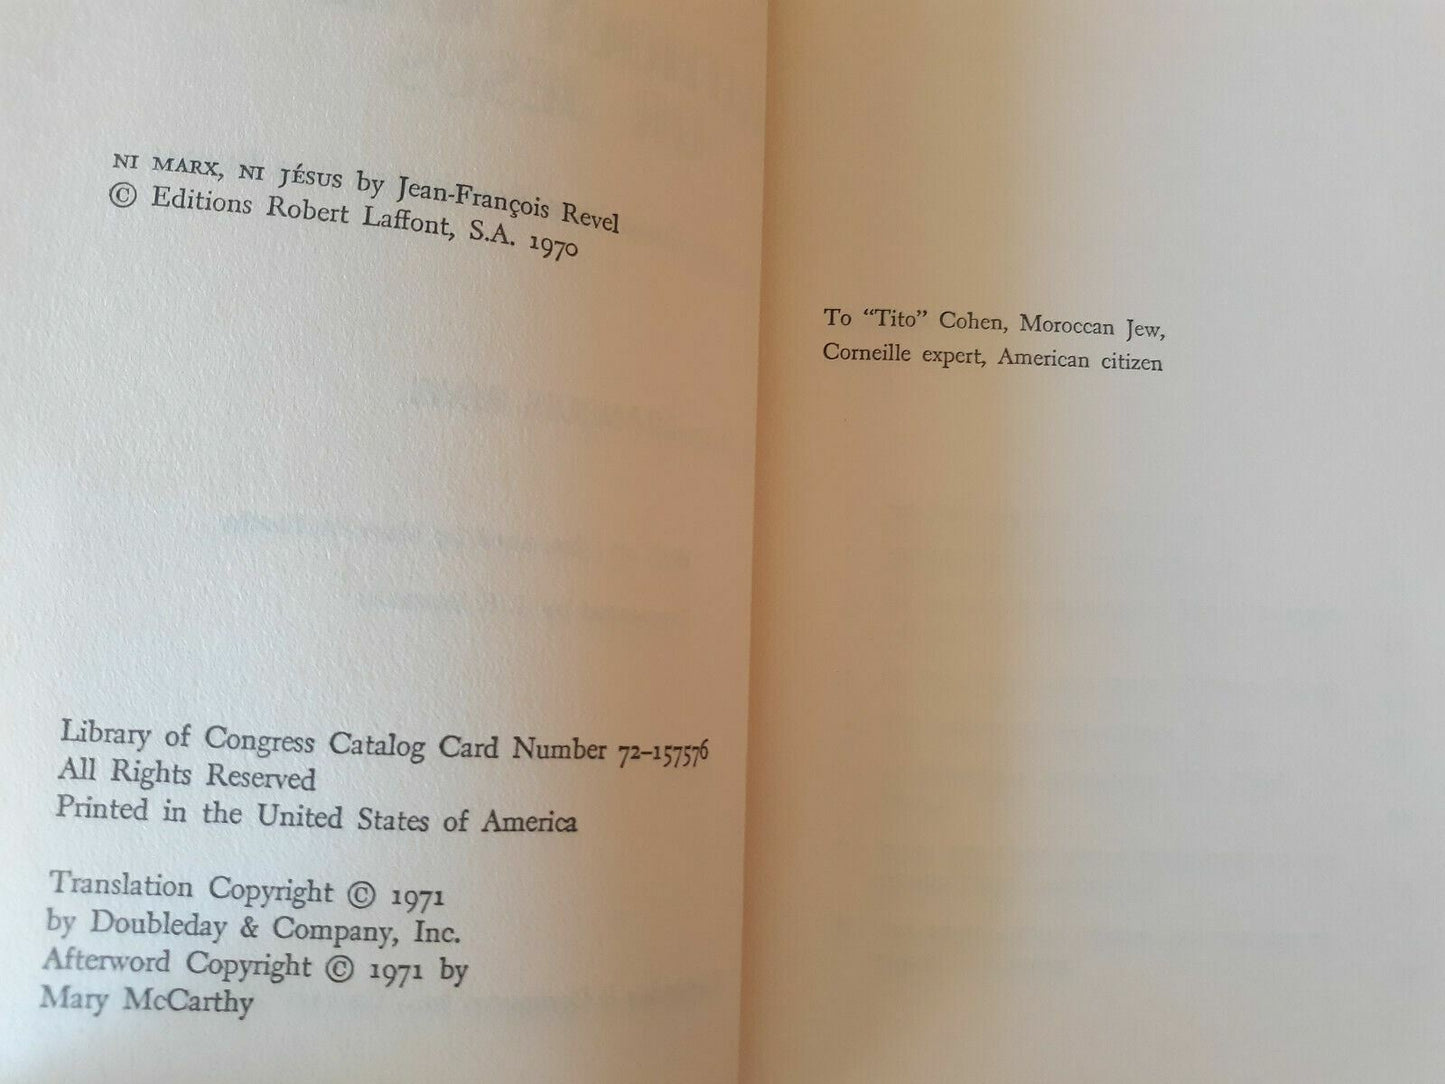 NI MARX, NI JÉSUS by Jean-François Revel
© Editions Robert Laffont, S.A. 1970
Library of Congress Catalog Card Number 72–157576
All Rights Reserved
Printed in the United States of America
Translation Copyright © 1971
by Doubleday & Company, Inc.
Afterword Copyright © 1971 by
Mary McCarthy
To “Tito” Cohen, Moroccan Jew,
Corneille expert, American citizen